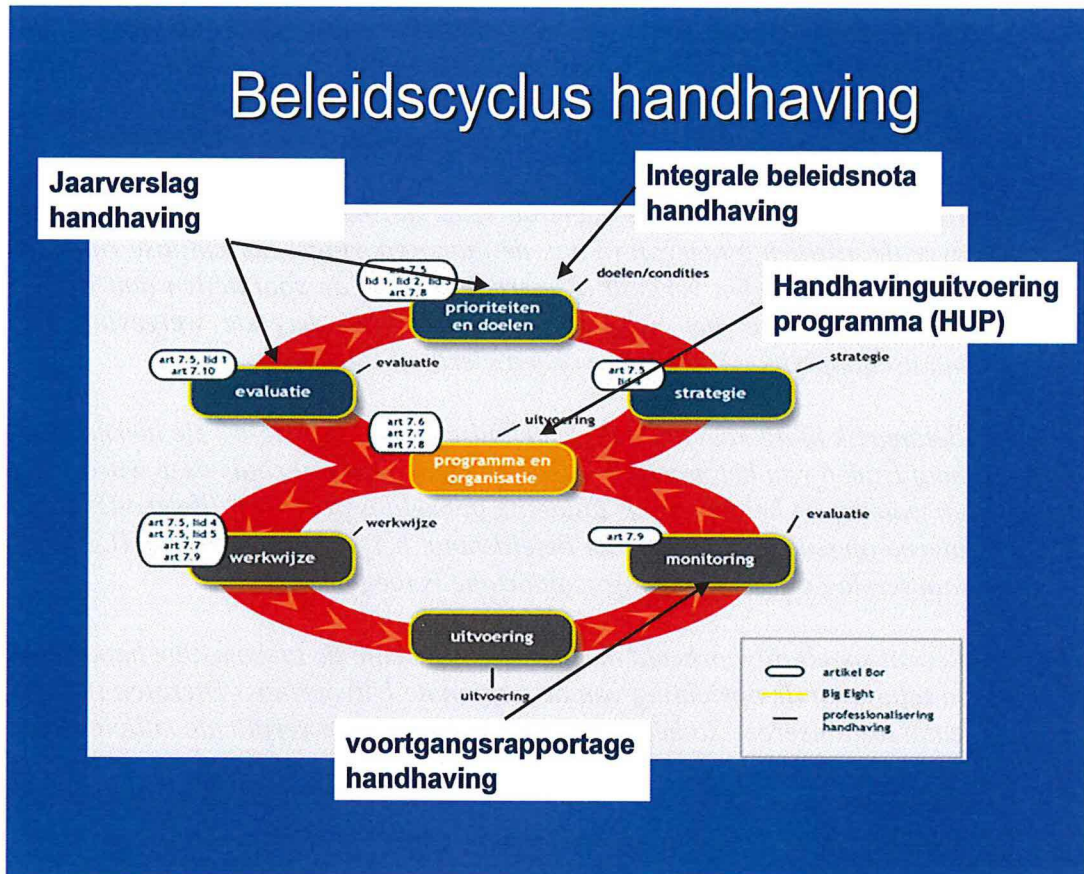 Beleidscyclus handhaving
Jaarverslag
handhaving
Integrale beleidsnota
handhaving
Handhavinguitvoering
programma (HUP)
art 7.5
lid 1, lid 2, lid 3
art 7.8
doelen/condities
prioriteiten
en doelen
art 7.5, lid 1
art 7.10
evaluatie
evaluatie
art 7.5
lid 4
strategie
strategie
art 7.6
art 7.7
art 7.8
uitvoering
programma en
organisatie
art 7.5, lid 4
art 7.5, lid 5
art 7.7
art 7.9
werkwijze
werkwijze
art 7.9
evaluatie
monitoring
uitvoering
uitvoering
voortgangsrapportage
handhaving
artikel Bor
Big Eight
professionalisering
handhaving